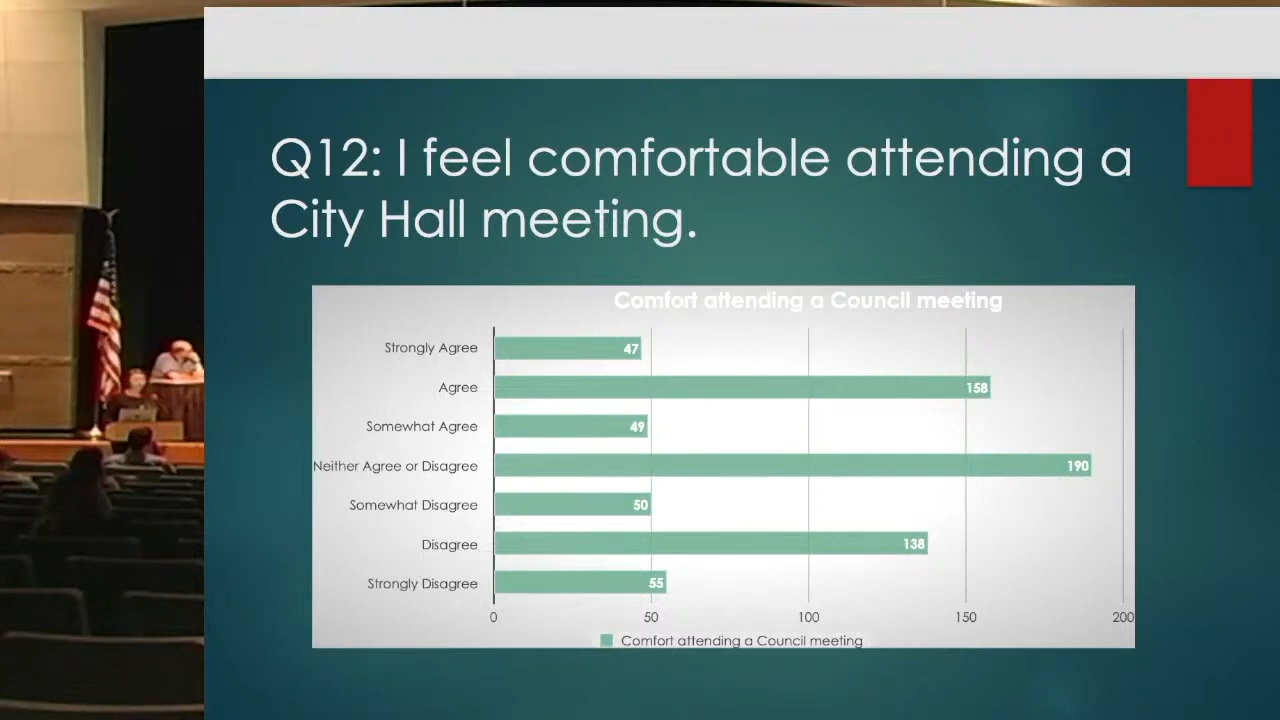 Q12: I feel comfortable attending a
City Hall meeting.
Comfort attending a Council meeting
Strongly Agree 47
Agree 158
Somewhat Agree 49
Neither Agree or Disagree 190
Somewhat Disagree 50
Disagree 138
Strongly Disagree 55
0 50 100 150 200
Comfort attending a Council meeting